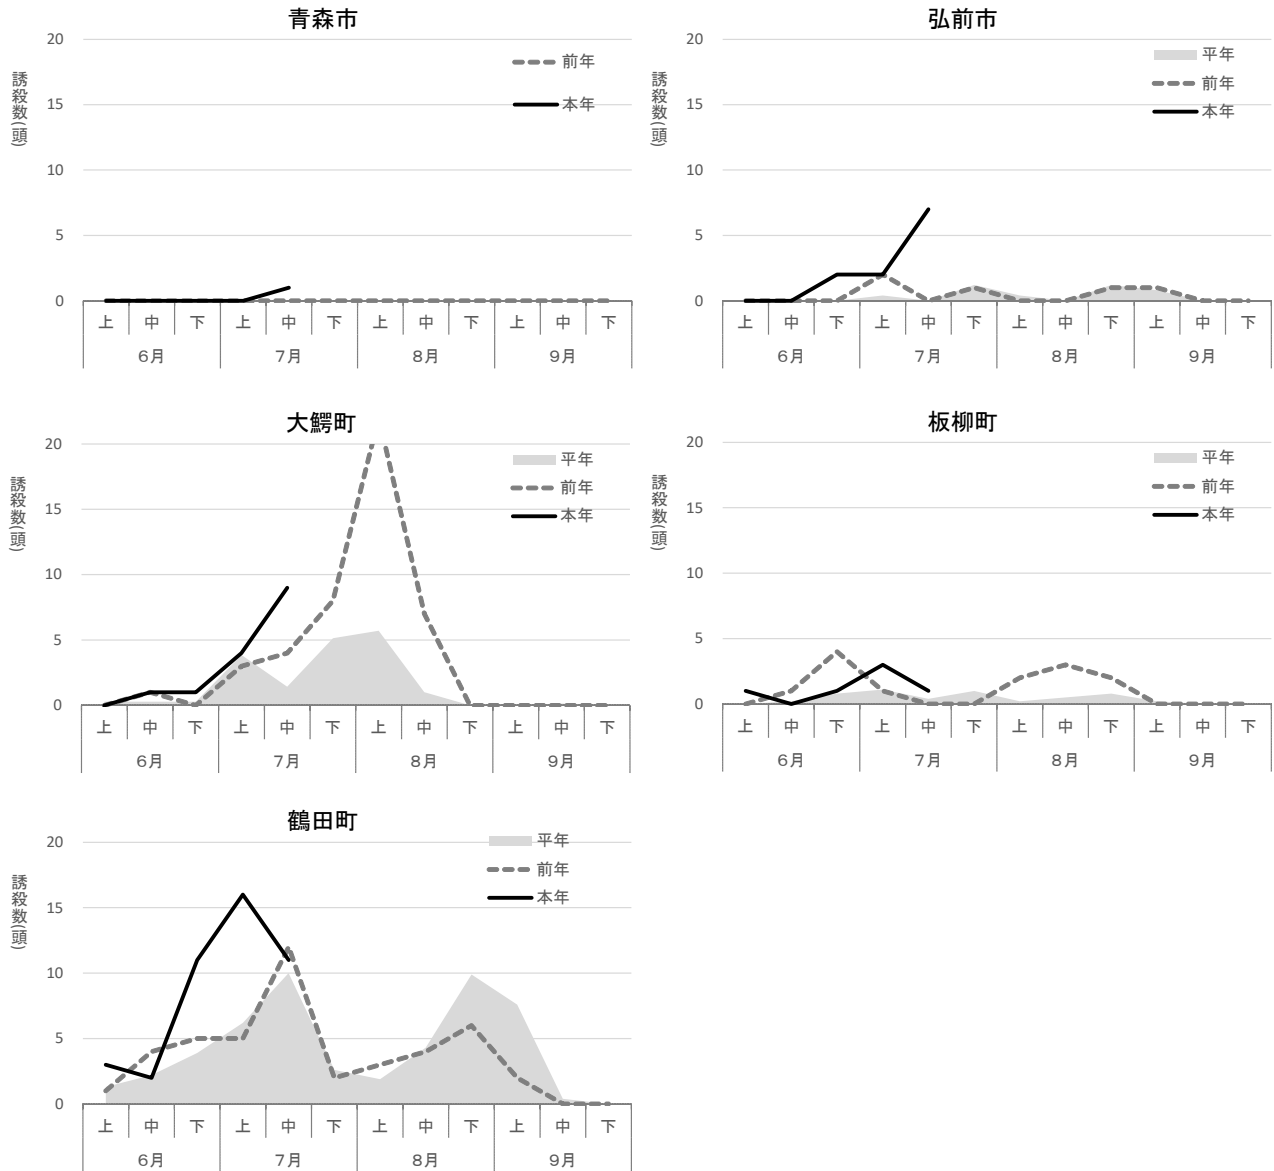 青森市
誘殺数(頭)
20
15
10
5
0
前年
本年
上 中 下 上 中 下 上 中 下 上 中 下
6月 7月 8月 9月
弘前市
誘殺数(頭)
20
15
10
5
0
平年
前年
本年
上 中 下 上 中 下 上 中 下 上 中 下
6月 7月 8月 9月
大鰐町
誘殺数(頭)
20
15
10
5
0
平年
前年
本年
上 中 下 上 中 下 上 中 下 上 中 下
6月 7月 8月 9月
板柳町
誘殺数(頭)
20
15
10
5
0
平年
前年
本年
上 中 下 上 中 下 上 中 下 上 中 下
6月 7月 8月 9月
鶴田町
誘殺数(頭)
20
15
10
5
0
平年
前年
本年
上 中 下 上 中 下 上 中 下 上 中 下
6月 7月 8月 9月